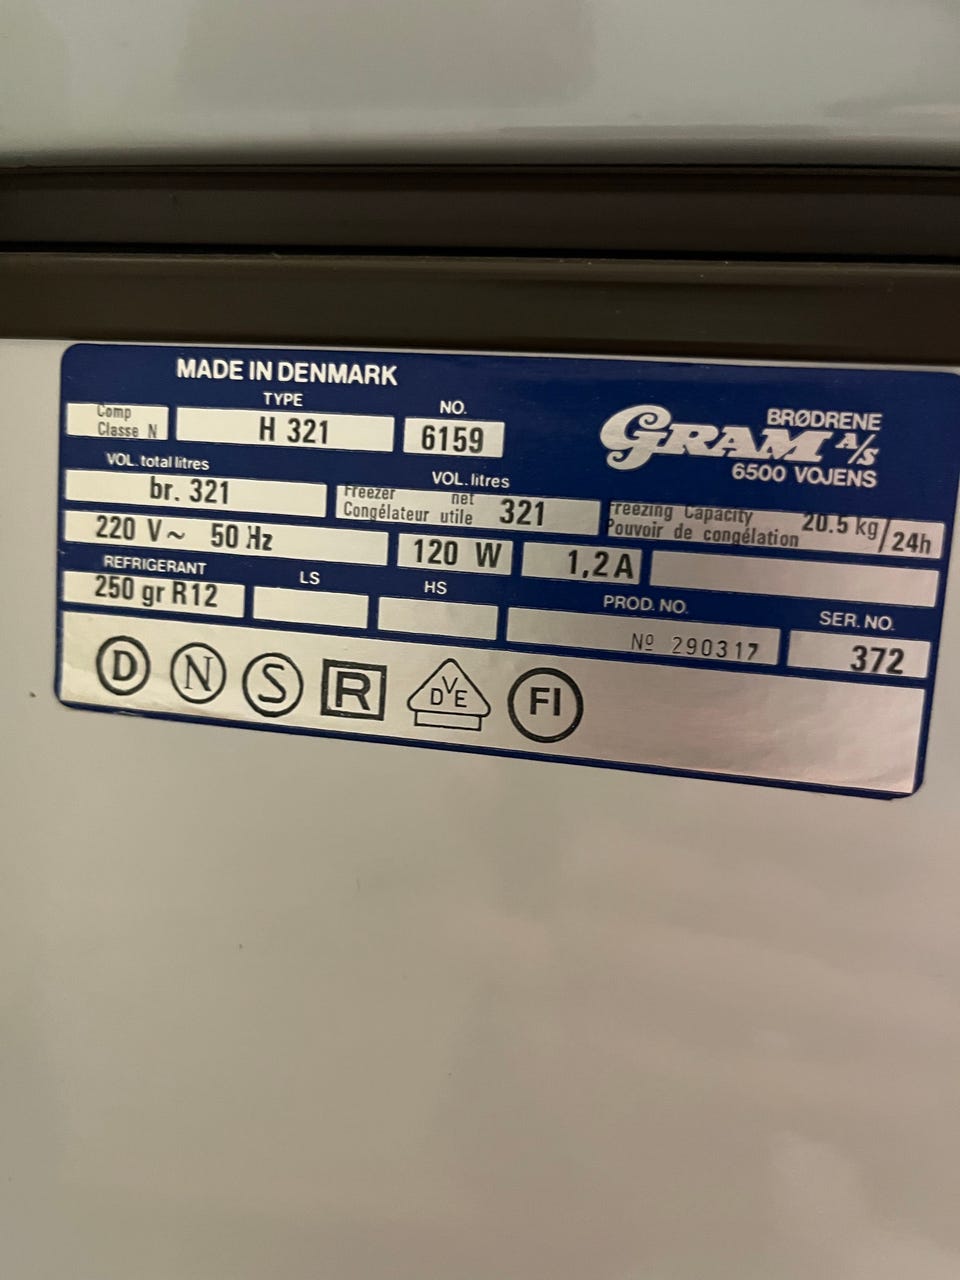 MADE IN DENMARK
TYPE
NO.
Comp
Classe N
H 321
6159
BRØDRENE
GRAM A/S
6500 VOJENS
VOL. total litres
VOL. litres
br. 321
Freezer net
Congélateur utile
321
Freezing Capacity
Pouvoir de congélation
20.5 kg/24h
220 V~ 50 Hz
120 W
1,2 A
REFRIGERANT
LS
HS
PROD. NO.
SER. NO.
250 gr R12
Nº 290317
372
D N S R DVE FI